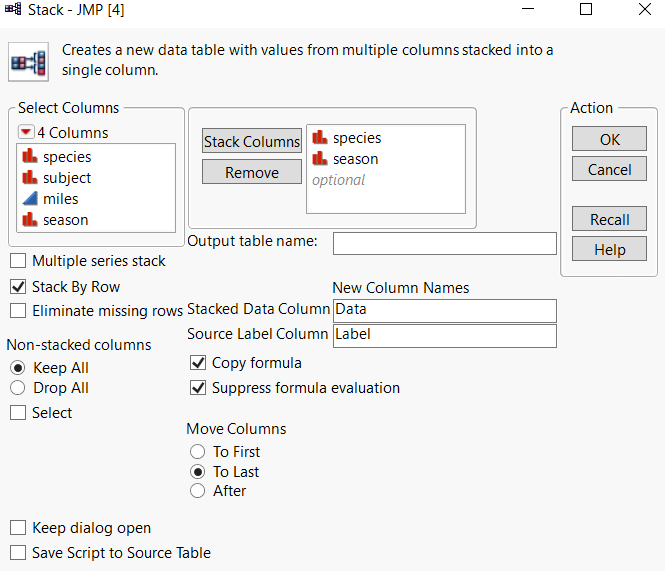 Stack - JMP [4]
Creates a new data table with values from multiple columns stacked into a
single column.
Select Columns
4 Columns
species
subject
miles
season
Stack Columns
Remove
species
season
optional
Action
OK
Cancel
Recall
Help
Output table name:
Multiple series stack
Stack By Row
Eliminate missing rows
New Column Names
Stacked Data Column Data
Source Label Column Label
Non-stacked columns
Keep All
Drop All
Select
Copy formula
Suppress formula evaluation
Move Columns
To First
To Last
After
Keep dialog open
Save Script to Source Table